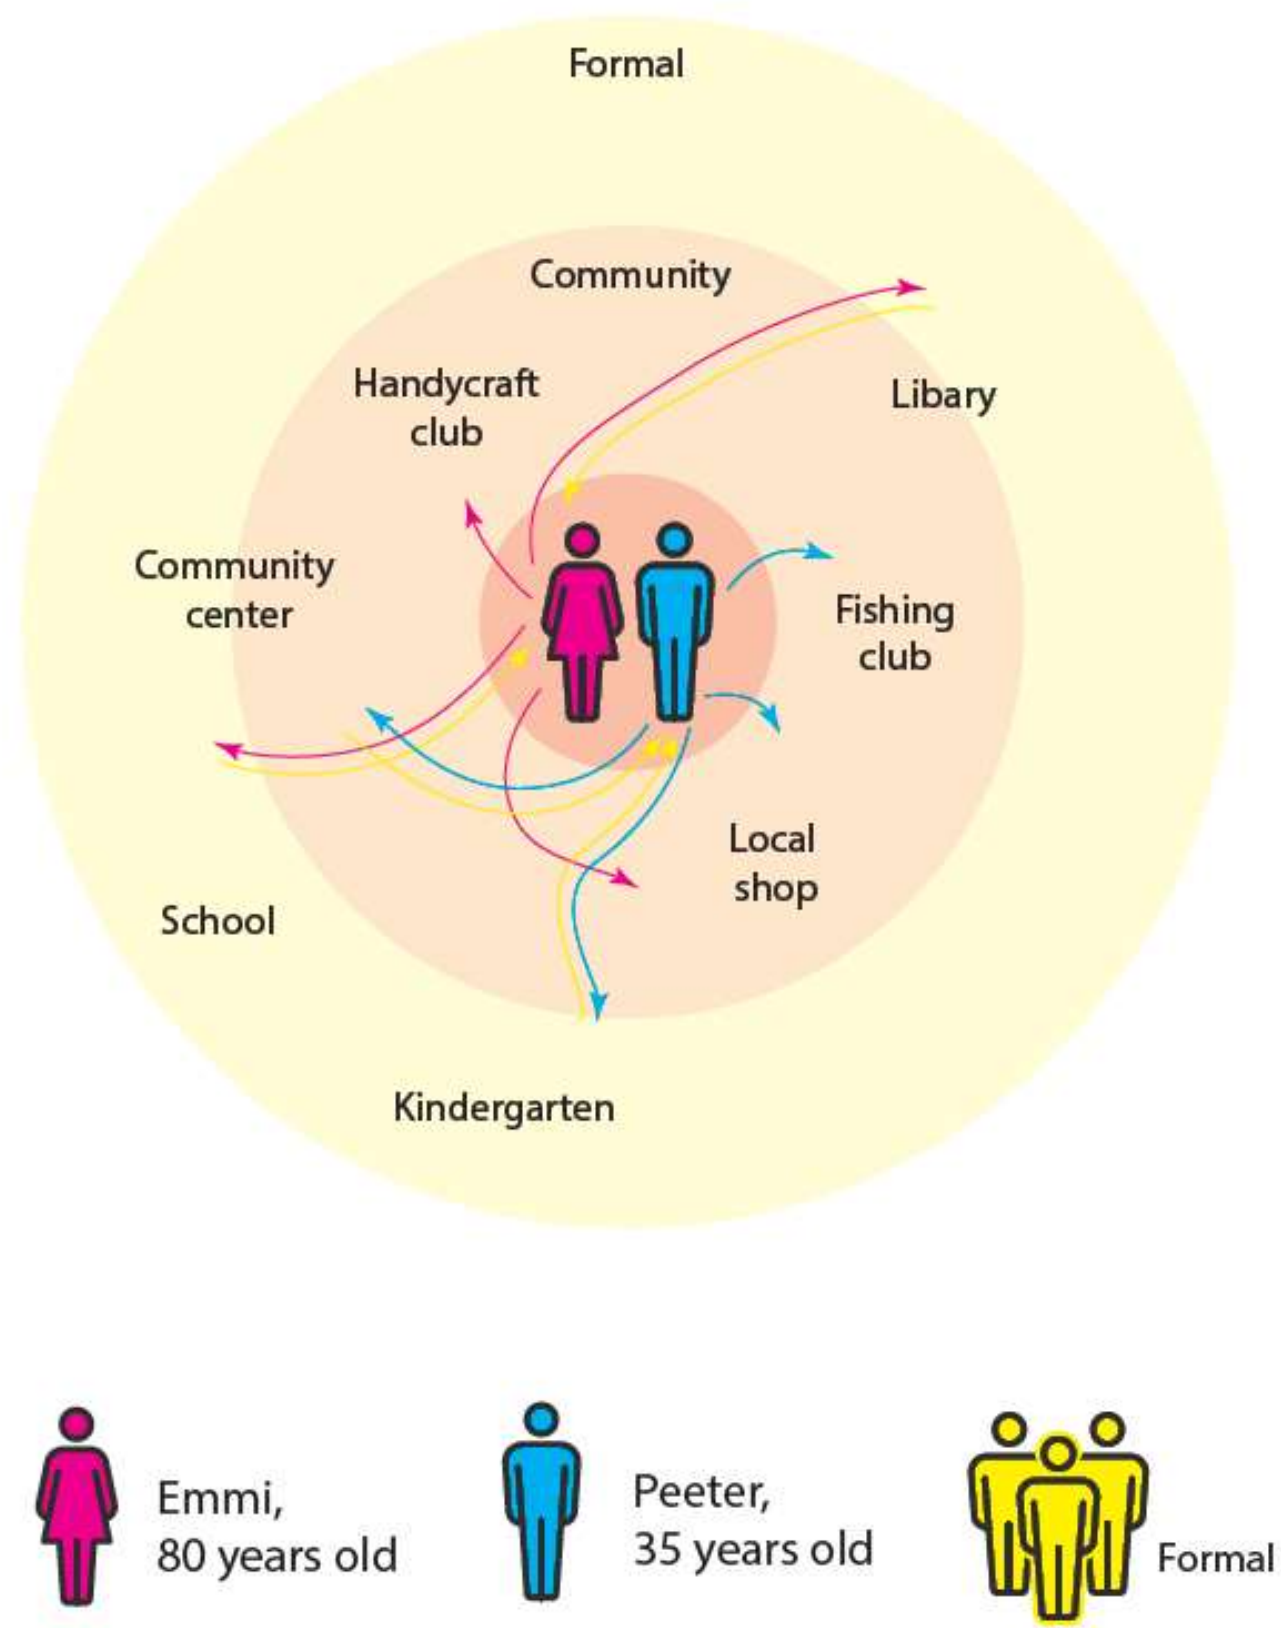 Formal
Community
Handycraft
club
Libary
Community
center
Fishing
club
Local
shop
School
Kindergarten
Emmi,
80 years old
Peeter,
35 years old
Formal